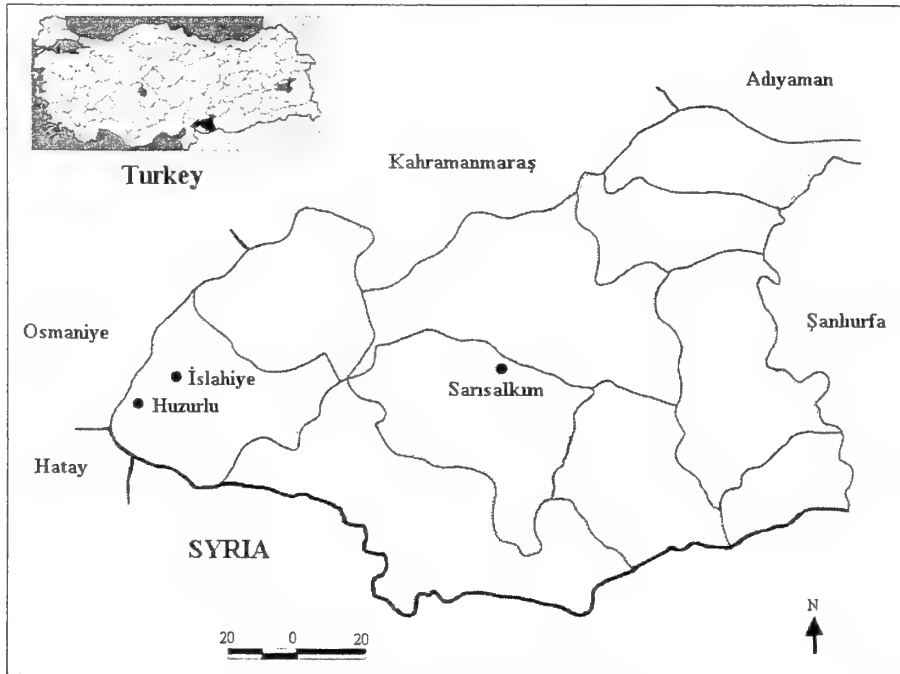 Adıyaman
Turkey
Kahramanmaraş
Osmaniye
Şanlıurfa
İslahiye
Sarısalkım
Huzurlu
Hatay
SYRIA
N
20 0 20